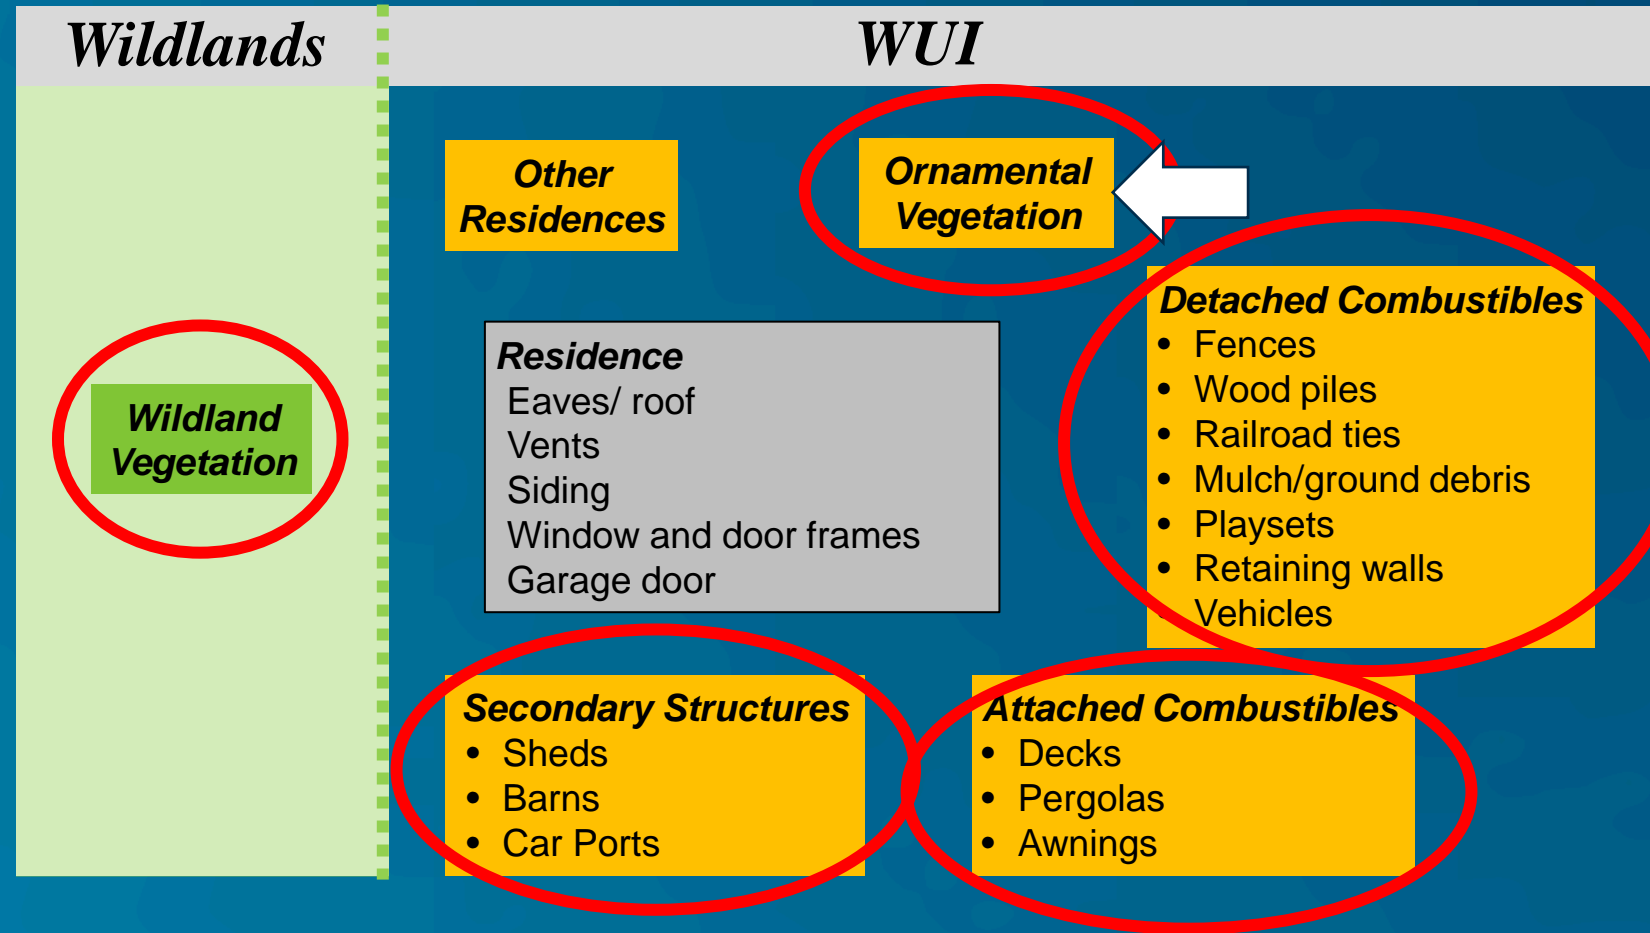 Wildlands
WUI
Other
Residences
Ornamental
Vegetation
Wildland
Vegetation
Residence
Eaves/ roof
Vents
Siding
Window and door frames
Garage door
Detached Combustibles
• Fences
• Wood piles
• Railroad ties
• Mulch/ground debris
• Playsets
• Retaining walls
• Vehicles
Secondary Structures
• Sheds
• Barns
• Car Ports
Attached Combustibles
• Decks
• Pergolas
• Awnings